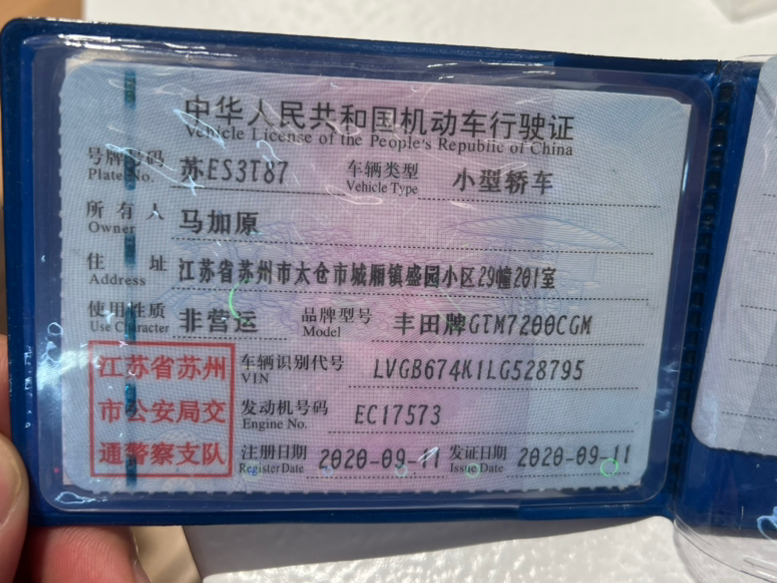 中华人民共和国机动车行驶证
Vehicle License of the People's Republic of China
号牌号码 苏ES3T87 车辆类型 小型轿车
Plate No. Vehicle Type
所有人 马加原
Owner
住址 江苏省苏州市太仓市城厢镇盛园小区29幢201室
Address
使用性质 非营运 品牌型号 丰田牌GTM7200CGM
Use Character Model
江苏省苏州 车辆识别代号 LVGB674K1LG528795
VIN
市公安局交 发动机号码 EC17573
Engine No.
通警察支队 注册日期 2020-09-11 发证日期 2020-09-11
Register Date Issue Date